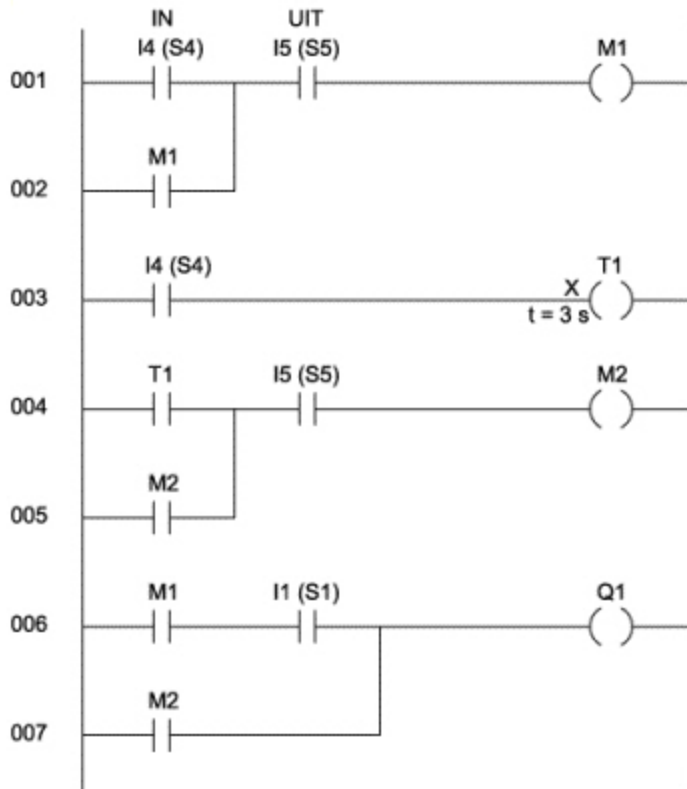 IN UIT
I4 (S4) I5 (S5) M1
001
M1
002
I4 (S4) T1
003 X
t = 3 s
T1 I5 (S5) M2
004
M2
005
M1 I1 (S1) Q1
006
M2
007